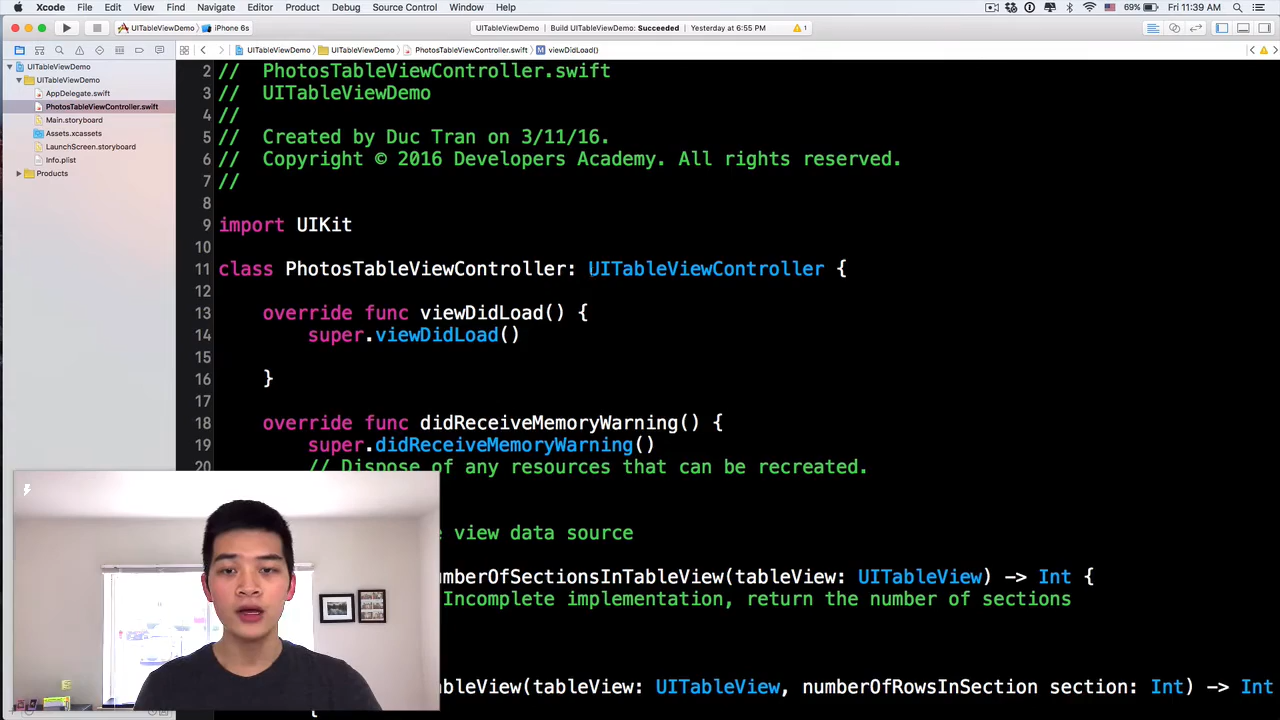 Xcode File Edit View Find Navigate Editor Product Debug Source Control Window Help 69% Fri 11:39 AM
UITableViewDemo iPhone 6s UITableViewDemo Build UITableViewDemo: Succeeded Yesterday at 6:55 PM 1
UITableViewDemo UITableViewDemo PhotosTableViewController.swift M viewDidLoad()
UITableViewDemo
UITableViewDemo
AppDelegate.swift
PhotosTableViewController.swift
Main.storyboard
Assets.xcassets
LaunchScreen.storyboard
Info.plist
Products
2 // PhotosTableViewController.swift
3 // UITableViewDemo
4 //
5 // Created by Duc Tran on 3/11/16.
6 // Copyright © 2016 Developers Academy. All rights reserved.
7 //
8
9 import UIKit
10
11 class PhotosTableViewController: UITableViewController {
12
13 override func viewDidLoad() {
14 super.viewDidLoad()
15
16 }
17
18 override func didReceiveMemoryWarning() {
19 super.didReceiveMemoryWarning()
20 // Dispose of any resources that can be recreated.
view data source
mberOfSectionsInTableView(tableView: UITableView) -> Int {
Incomplete implementation, return the number of sections
bleView(tableView: UITableView, numberOfRowsInSection section: Int) -> Int
{